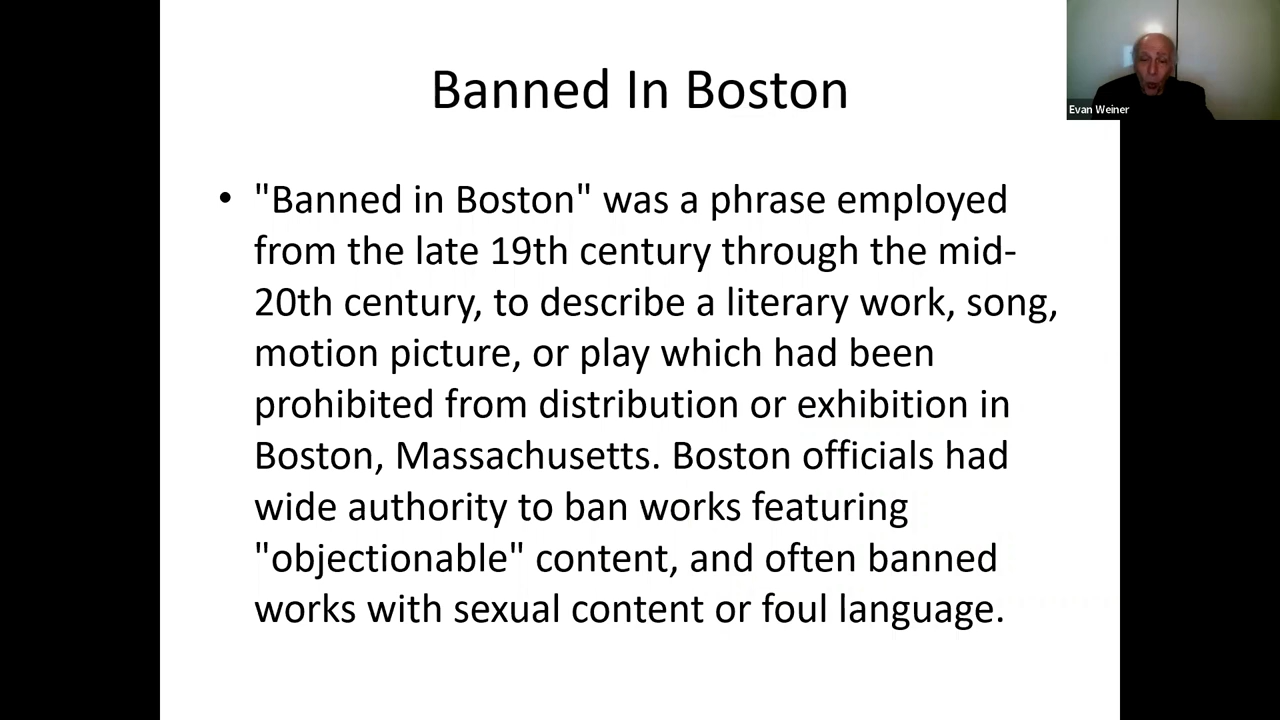 Banned In Boston
Evan Weiner
• "Banned in Boston" was a phrase employed
from the late 19th century through the mid-
20th century, to describe a literary work, song,
motion picture, or play which had been
prohibited from distribution or exhibition in
Boston, Massachusetts. Boston officials had
wide authority to ban works featuring
"objectionable" content, and often banned
works with sexual content or foul language.